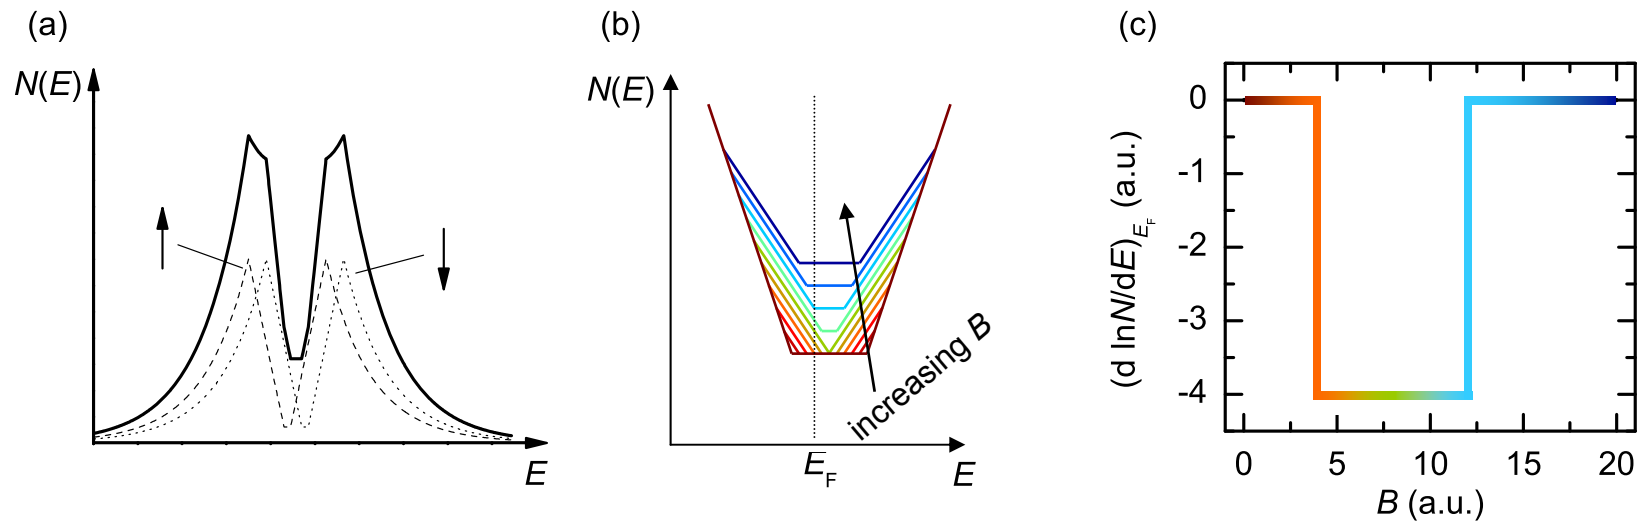 (a)
N(E)
E
(b)
N(E)
increasing B
E_F
E
(c)
(d lnN/dE)_{E_F} (a.u.)
0
-1
-2
-3
-4
0 5 10 15 20
B (a.u.)